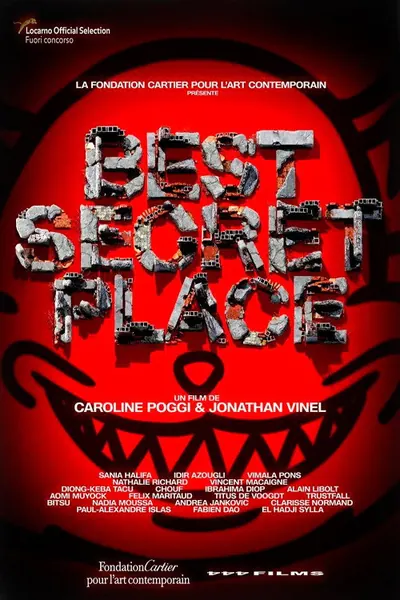 Locarno Official Selection
Fuori concorso
LA FONDATION CARTIER POUR L'ART CONTEMPORAIN
PRÉSENTE
BEST
SECRET
PLACE
UN FILM DE
CAROLINE POGGI & JONATHAN VINEL
SANIA HALIFA IDIR AZOUGLI VIMALA PONS
NATHALIE RICHARD VINCENT MACAIGNE
DIONG-KEBA TACU CHOUF IBRAHIMA DIOP ALAIN LIBOLT
AOMI MUYOCK FELIX MARITAUD TITUS DE VOOGDT TRUSTFALL
BITSU NADIA MOUSSA ANDREA JANKOVIC CLARISSE NORMAND
PAUL-ALEXANDRE ISLAS FABIEN DAO EL HADJI SYLLA
Fondation Cartier
pour l'art contemporain
FILMS